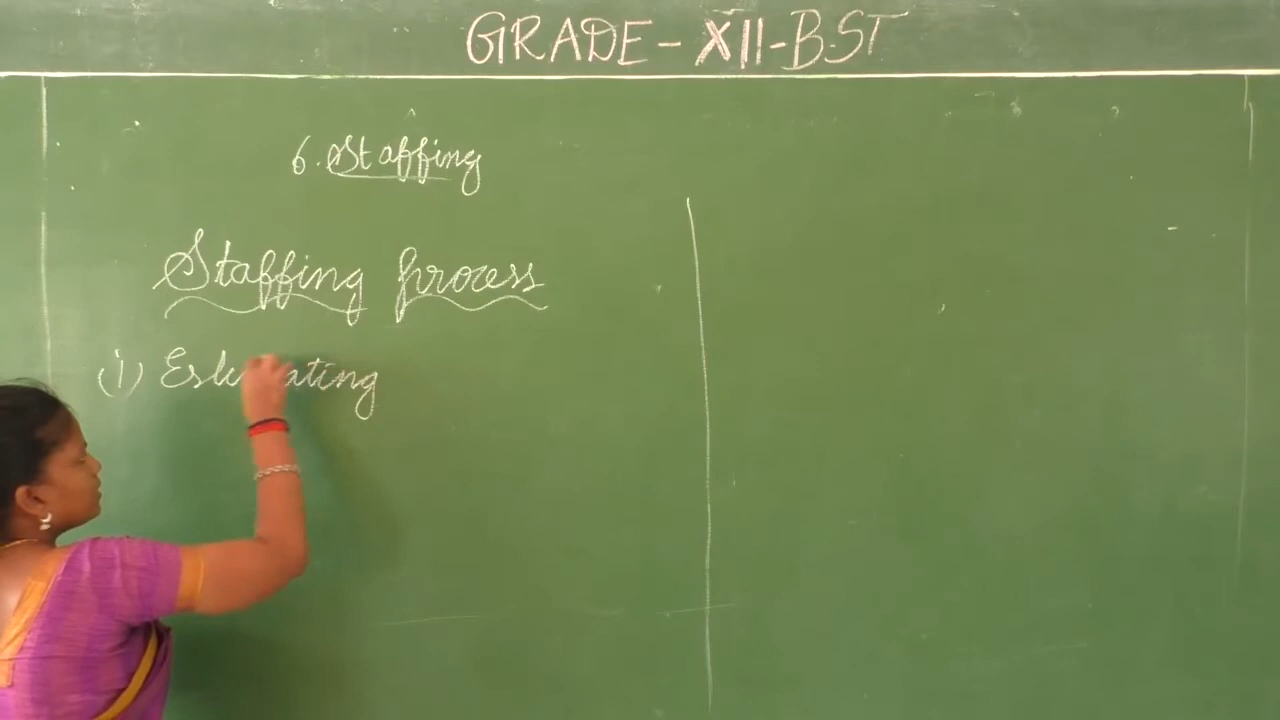 GRADE-XII-B.ST
6. Staffing
Staffing process
(i)